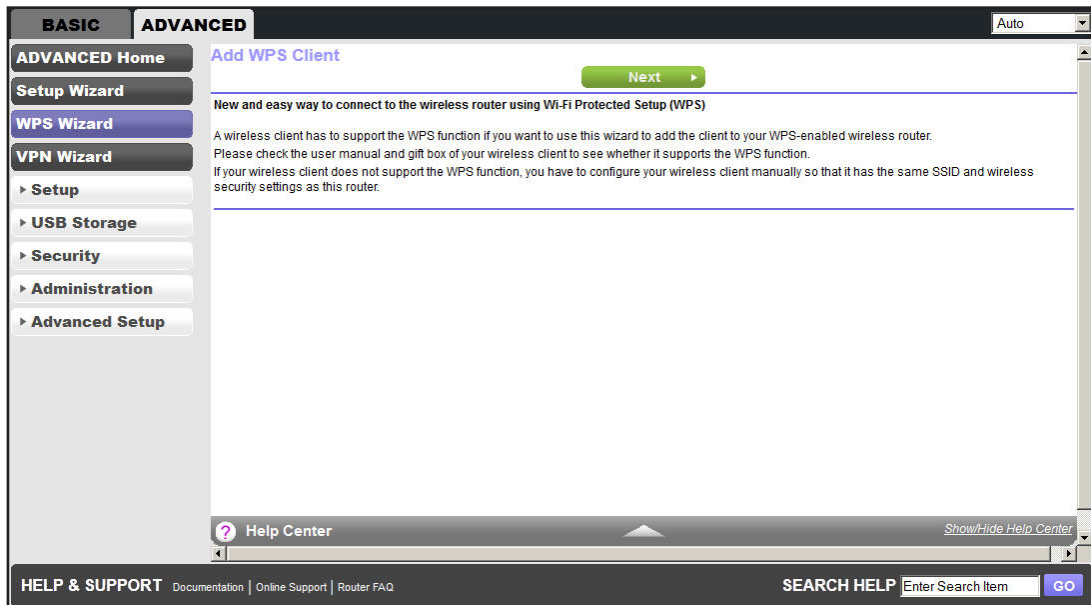 BASIC
ADVANCED
Auto
ADVANCED Home
Setup Wizard
WPS Wizard
VPN Wizard
Setup
USB Storage
Security
Administration
Advanced Setup
Add WPS Client
Next
New and easy way to connect to the wireless router using Wi-Fi Protected Setup (WPS)
A wireless client has to support the WPS function if you want to use this wizard to add the client to your WPS-enabled wireless router.
Please check the user manual and gift box of your wireless client to see whether it supports the WPS function.
If your wireless client does not support the WPS function, you have to configure your wireless client manually so that it has the same SSID and wireless
security settings as this router.
? Help Center
Show/Hide Help Center
HELP & SUPPORT Documentation | Online Support | Router FAQ
SEARCH HELP Enter Search Item GO